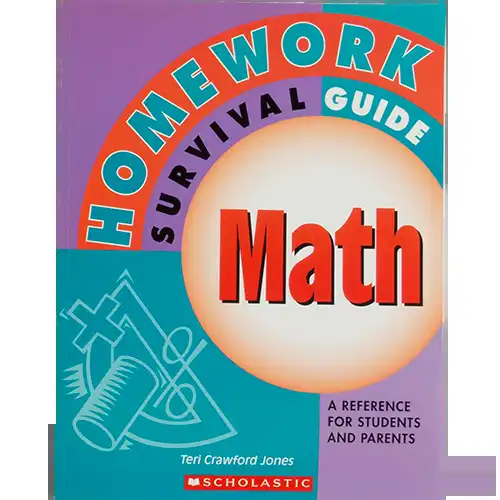 HOMEWORK
SURVIVAL GUIDE
Math
A REFERENCE
FOR STUDENTS
AND PARENTS
Teri Crawford Jones
SCHOLASTIC